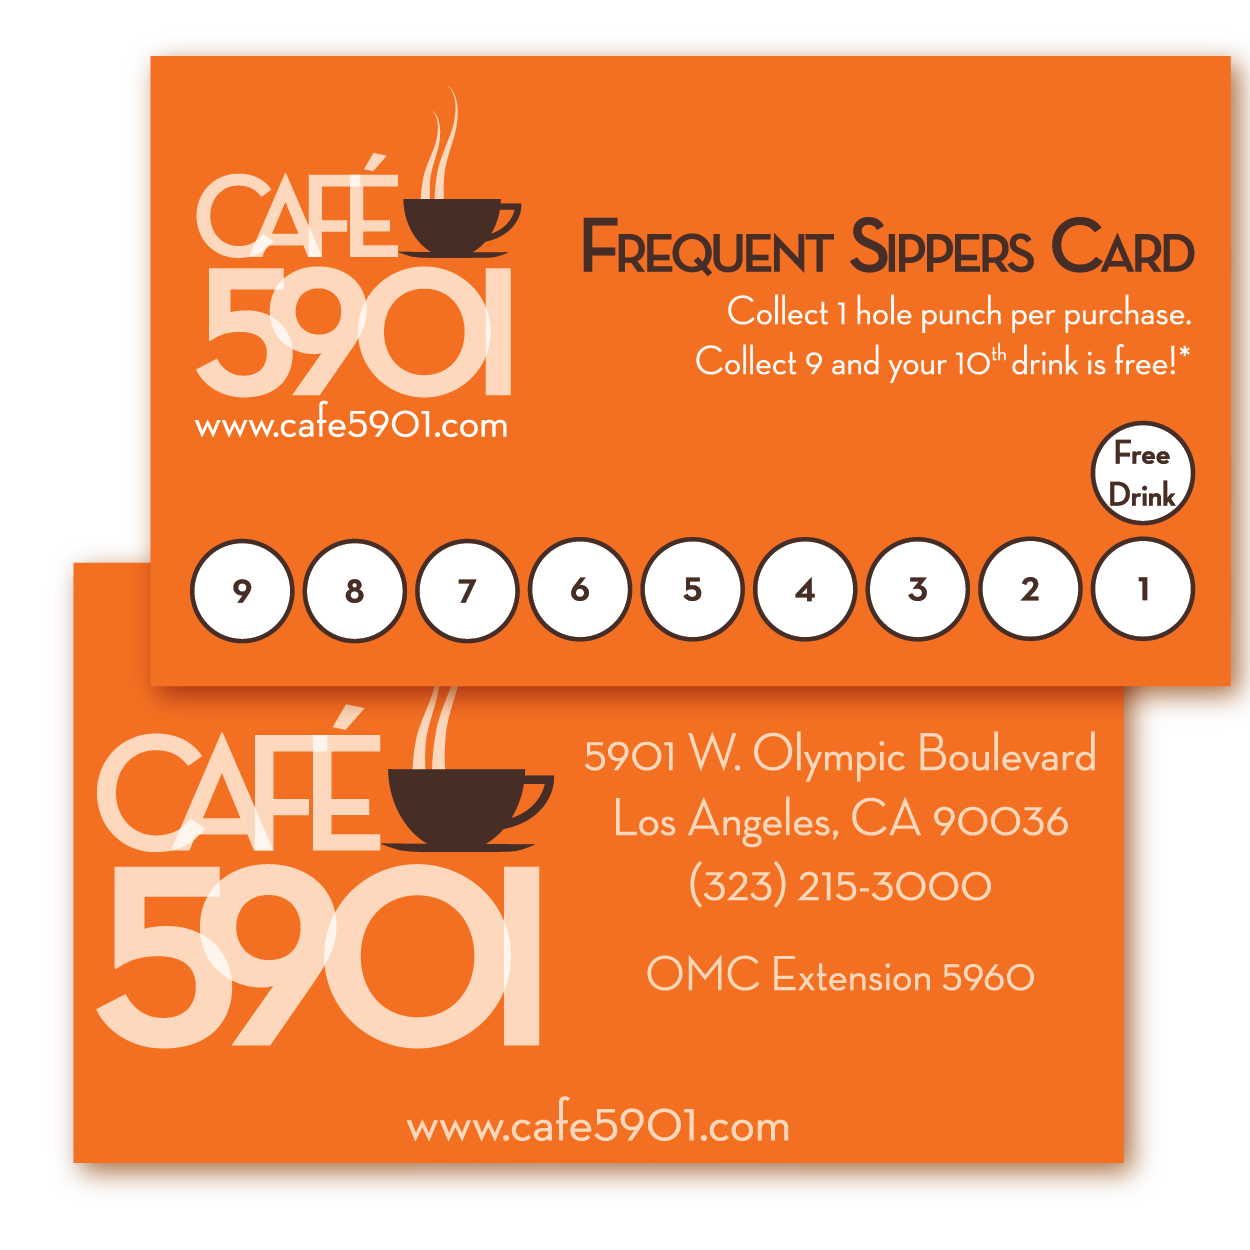 CAFÉ
5901
www.cafe5901.com
Frequent Sippers Card
Collect 1 hole punch per purchase.
Collect 9 and your 10th drink is free!*
Free
Drink
9 8 7 6 5 4 3 2 1
CAFÉ
5901
5901 W. Olympic Boulevard
Los Angeles, CA 90036
(323) 215-3000
OMC Extension 5960
www.cafe5901.com